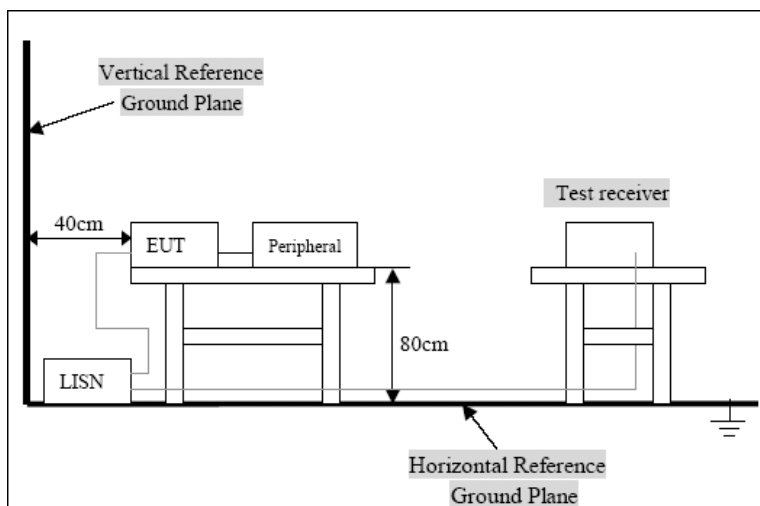 Vertical Reference
Ground Plane
Test receiver
40cm
EUT
Peripheral
80cm
LISN
Horizontal Reference
Ground Plane